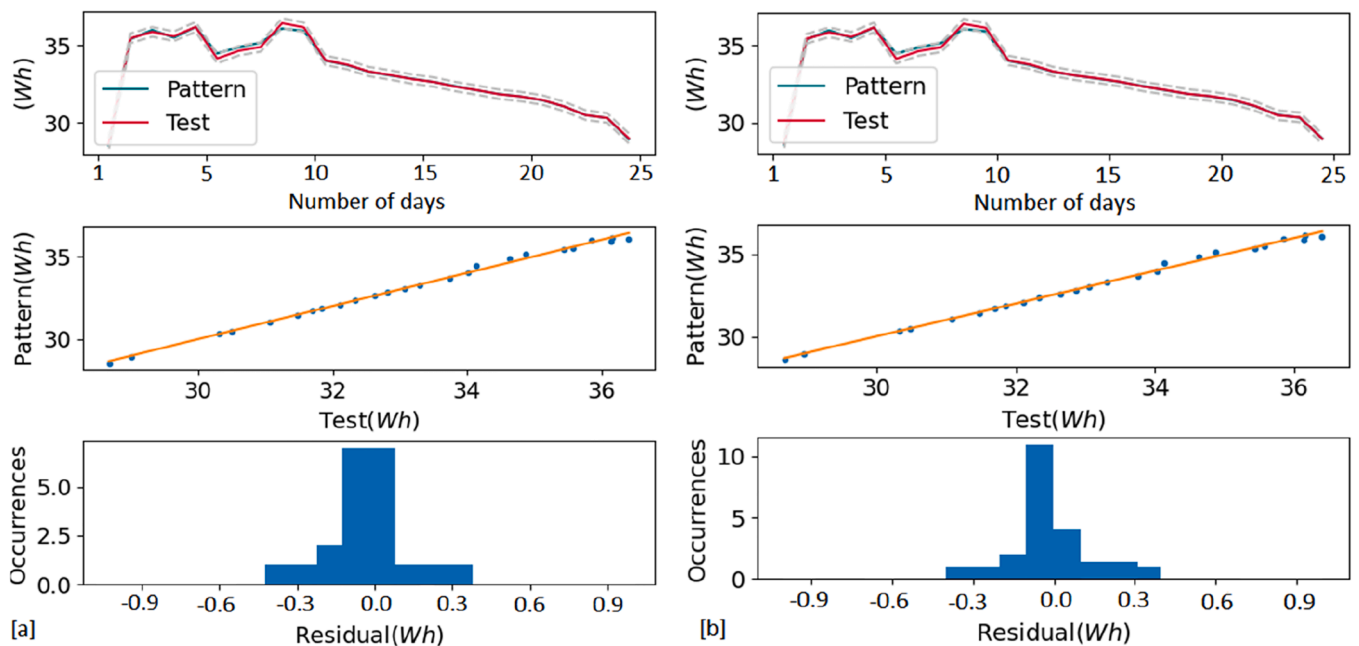 35
30
(Wh)
Pattern
Test
1 5 10 15 20 25
Number of days
35
30
Pattern(Wh)
30 32 34 36
Test(Wh)
5.0
2.5
0.0
Occurrences
-0.9 -0.6 -0.3 0.0 0.3 0.6 0.9
Residual(Wh)
[a]
35
30
(Wh)
Pattern
Test
1 5 10 15 20 25
Number of days
35
30
Pattern(Wh)
30 32 34 36
Test(Wh)
10
5
0
Occurrences
-0.9 -0.6 -0.3 0.0 0.3 0.6 0.9
Residual(Wh)
[b]